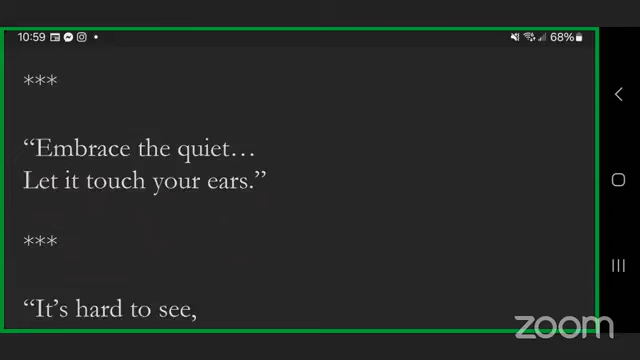 10:59
68%
***
“Embrace the quiet…
Let it touch your ears.”
***
“It’s hard to see,
zoom